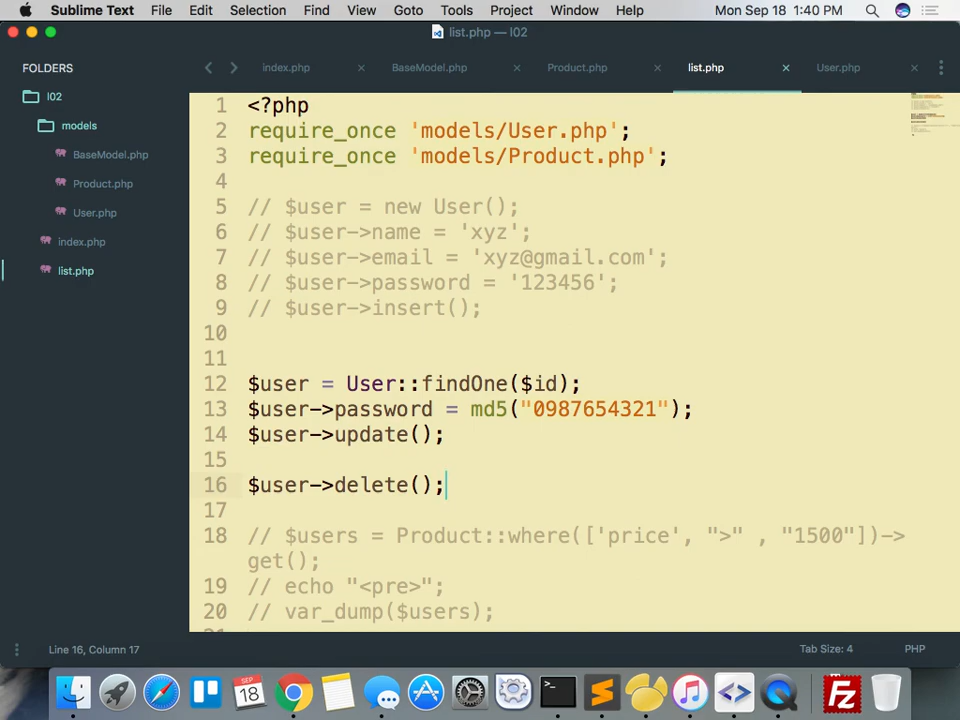 Sublime Text File Edit Selection Find View Goto Tools Project Window Help Mon Sep 18 1:40 PM
list.php — l02
FOLDERS
l02
models
BaseModel.php
Product.php
User.php
index.php
list.php
index.php × BaseModel.php × Product.php × list.php × User.php ×
1 <?php
2 require_once 'models/User.php';
3 require_once 'models/Product.php';
4
5 // $user = new User();
6 // $user->name = 'xyz';
7 // $user->email = 'xyz@gmail.com';
8 // $user->password = '123456';
9 // $user->insert();
10
11
12 $user = User::findOne($id);
13 $user->password = md5("0987654321");
14 $user->update();
15
16 $user->delete();
17
18 // $users = Product::where(['price', ">" , "1500"])->
get();
19 // echo "<pre>";
20 // var_dump($users);
Line 16, Column 17 Tab Size: 4 PHP
SEP
18
Fz